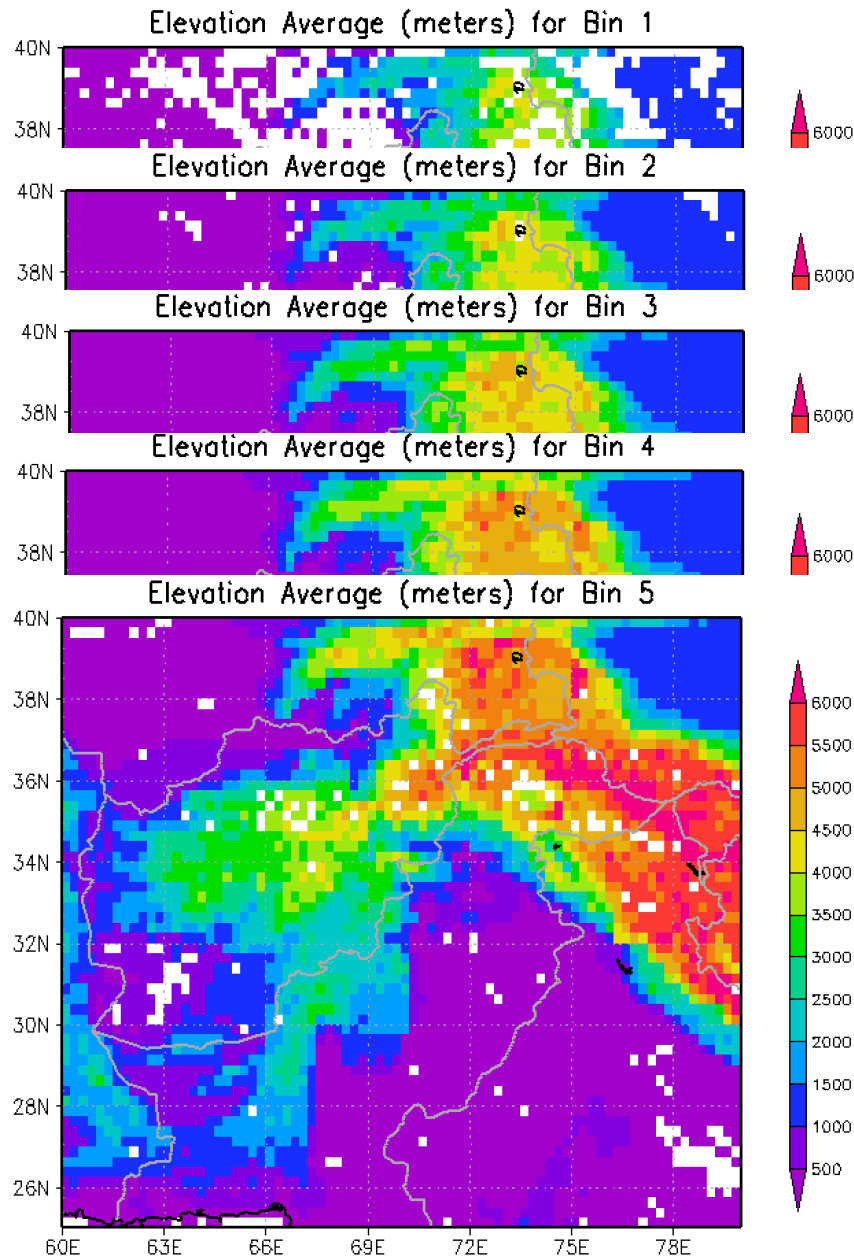 Elevation Average (meters) for Bin 1
40N
38N
6000
Elevation Average (meters) for Bin 2
40N
38N
6000
Elevation Average (meters) for Bin 3
40N
38N
6000
Elevation Average (meters) for Bin 4
40N
38N
6000
Elevation Average (meters) for Bin 5
40N
38N
36N
34N
32N
30N
28N
26N
60E 63E 66E 69E 72E 75E 78E
6000
5500
5000
4500
4000
3500
3000
2500
2000
1500
1000
500